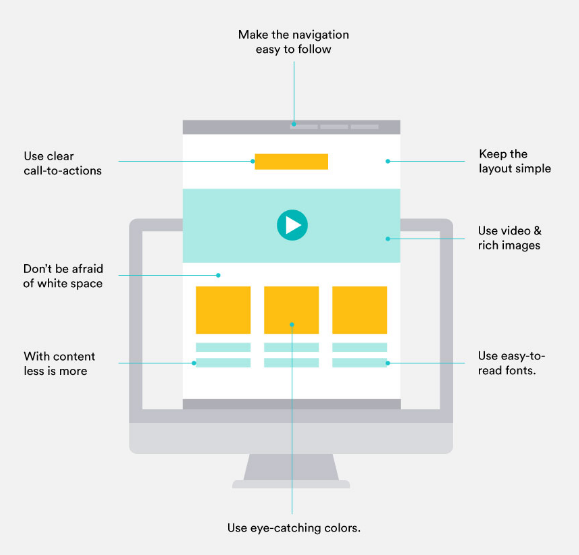 Make the navigation
easy to follow
Use clear
call-to-actions
Keep the
layout simple
Use video &
rich images
Don't be afraid
of white space
With content
less is more
Use easy-to-
read fonts.
Use eye-catching colors.